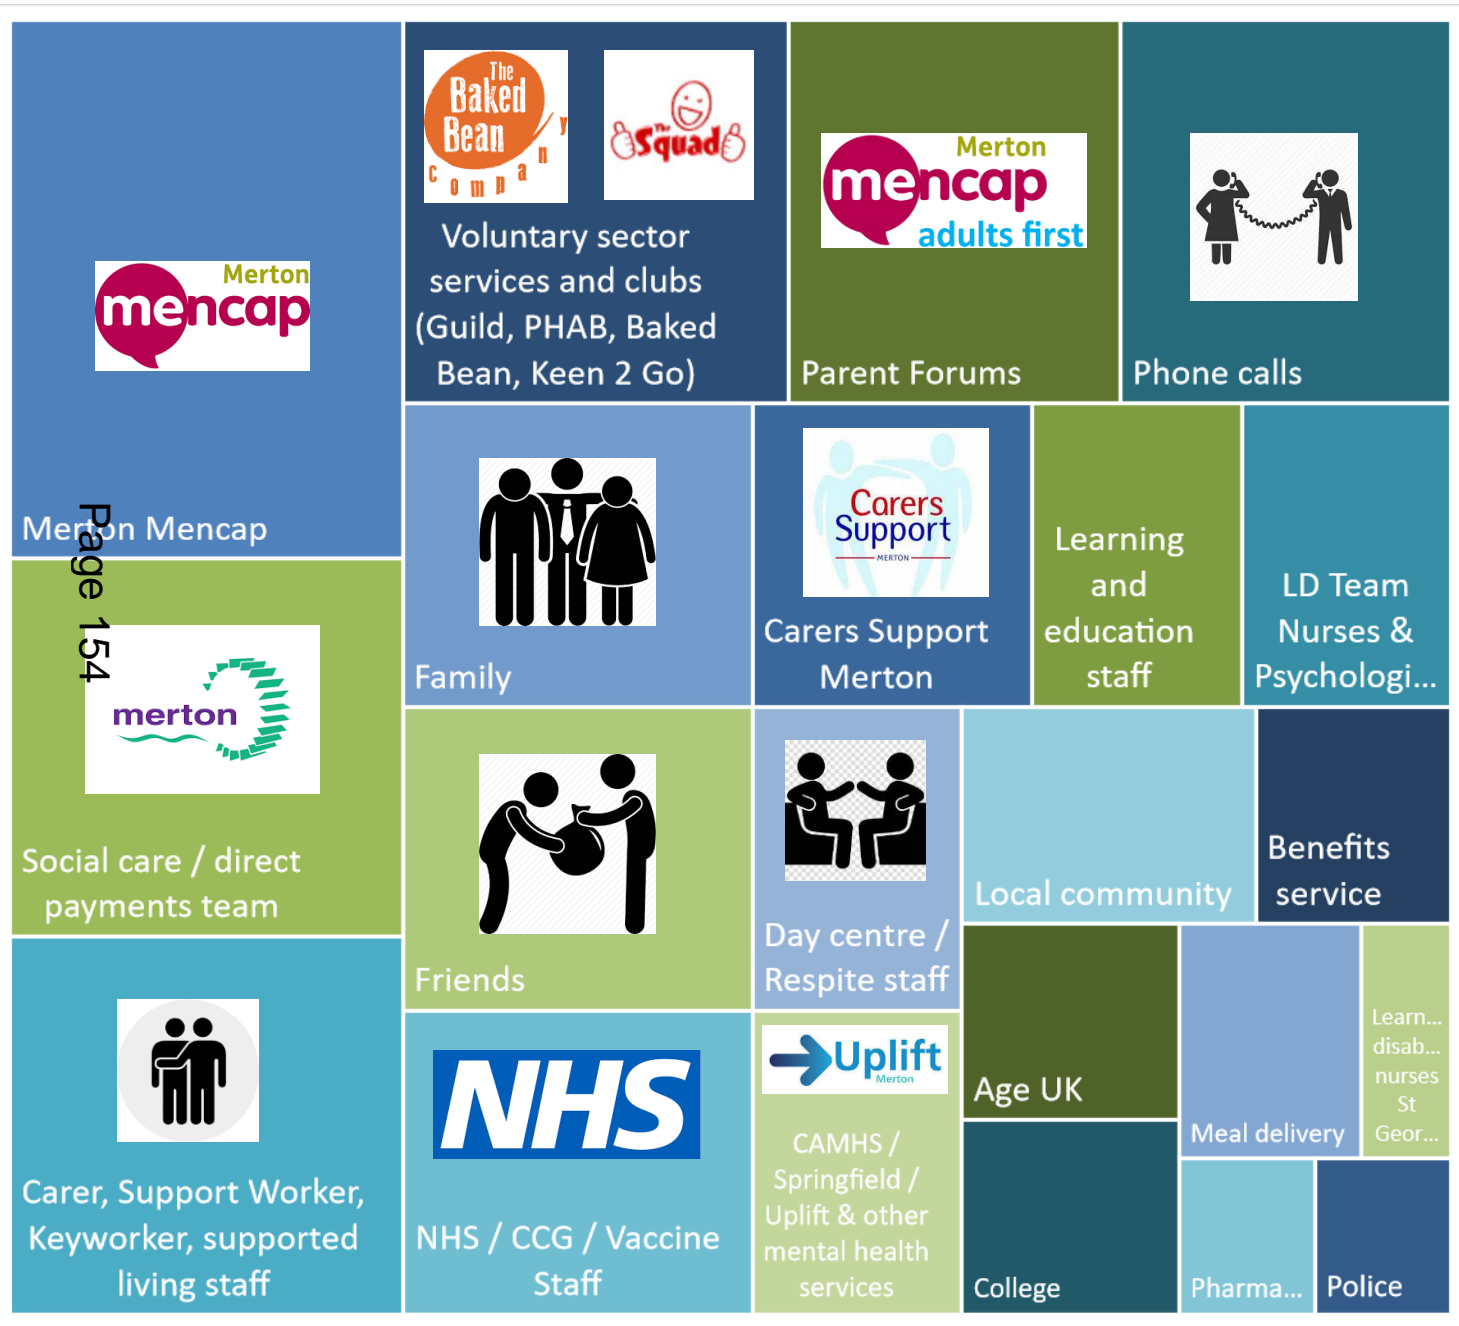 Merton
mencap
Merton Mencap
The
Baked
Bean
Company
The
Squad
Voluntary sector
services and clubs
(Guild, PHAB, Baked
Bean, Keen 2 Go)
Merton
mencap
adults first
Parent Forums
Phone calls
Page 154
merton
Social care / direct
payments team
Family
Carers
Support
MERTON
Carers Support
Merton
Learning
and
education
staff
LD Team
Nurses &
Psychologi...
Friends
Day centre /
Respite staff
Local community
Benefits
service
Carer, Support Worker,
Keyworker, supported
living staff
NHS
NHS / CCG / Vaccine
Staff
Uplift
Merton
CAMHS /
Springfield /
Uplift & other
mental health
services
Age UK
College
Meal delivery
Learn...
disab...
nurses
St
Geor...
Pharma...
Police